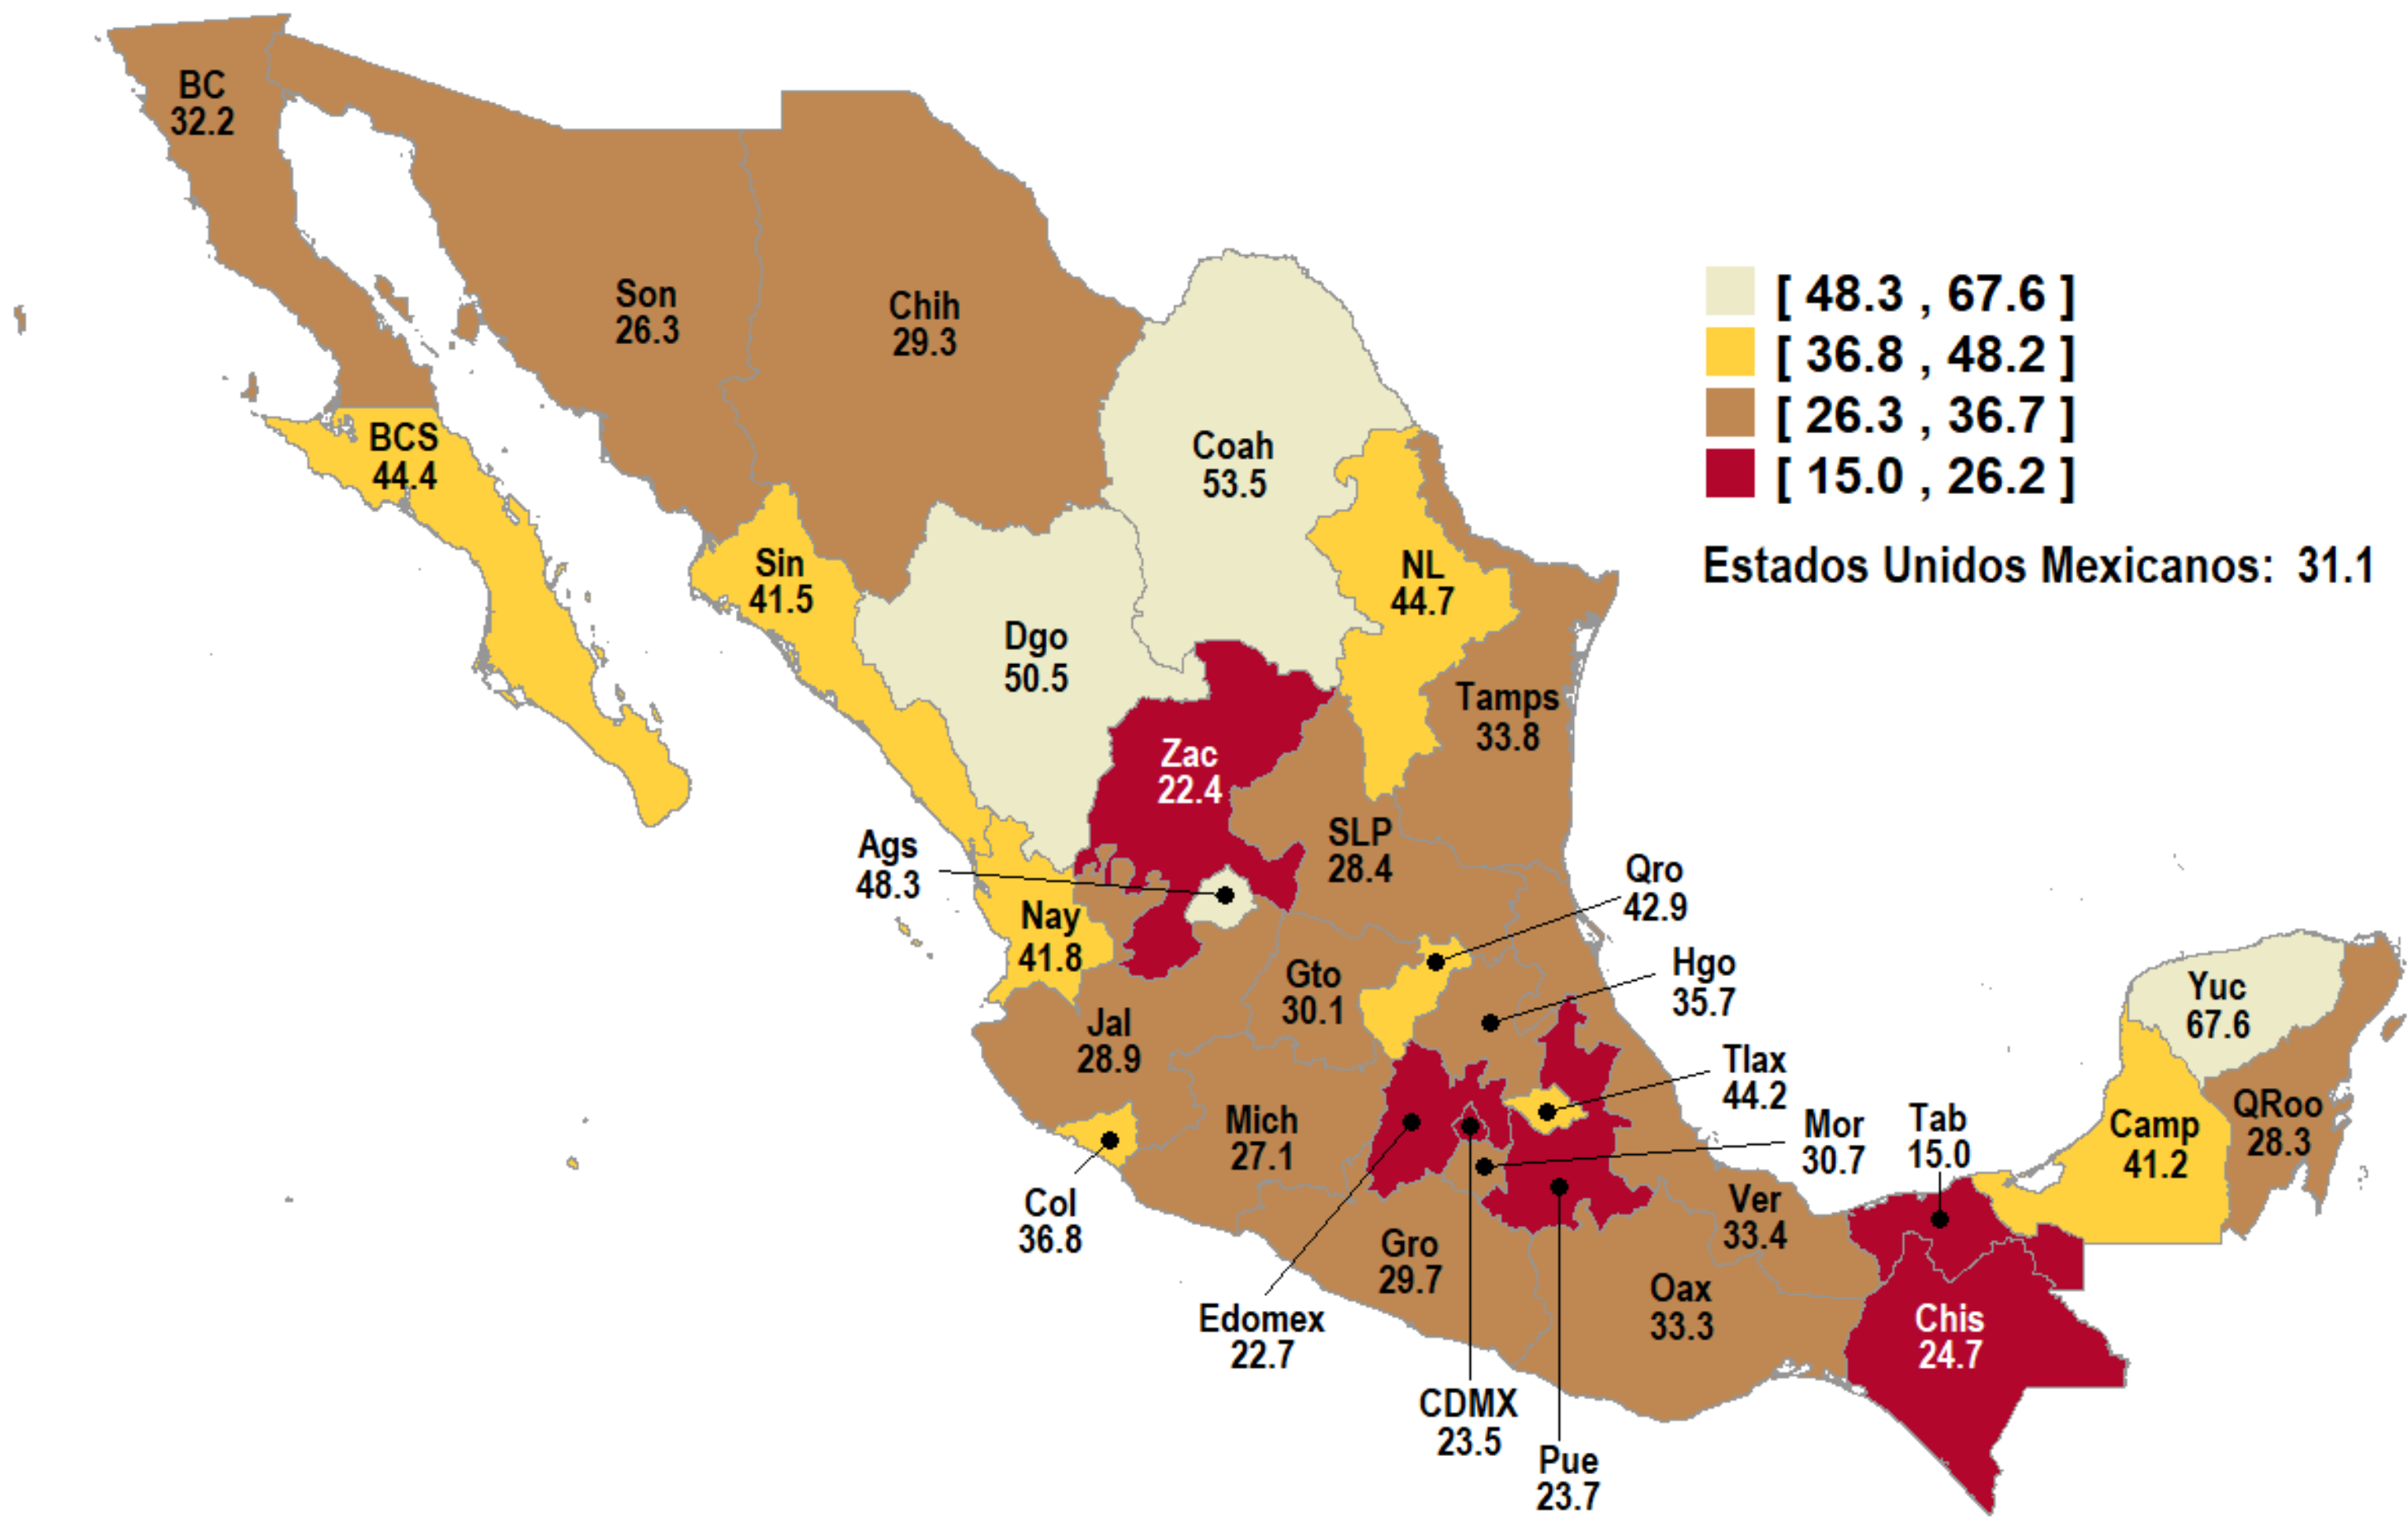 BC
32.2
Son
26.3
Chih
29.3
[ 48.3 , 67.6 ]
[ 36.8 , 48.2 ]
[ 26.3 , 36.7 ]
[ 15.0 , 26.2 ]
Estados Unidos Mexicanos: 31.1
BCS
44.4
Coah
53.5
Sin
41.5
NL
44.7
Dgo
50.5
Tamps
33.8
Zac
22.4
Ags
48.3
SLP
28.4
Qro
42.9
Nay
41.8
Gto
30.1
Hgo
35.7
Yuc
67.6
Jal
28.9
Tlax
44.2
Mich
27.1
Mor
30.7
Tab
15.0
Camp
41.2
QRoo
28.3
Col
36.8
Ver
33.4
Gro
29.7
Oax
33.3
Edomex
22.7
Chis
24.7
CDMX
23.5
Pue
23.7